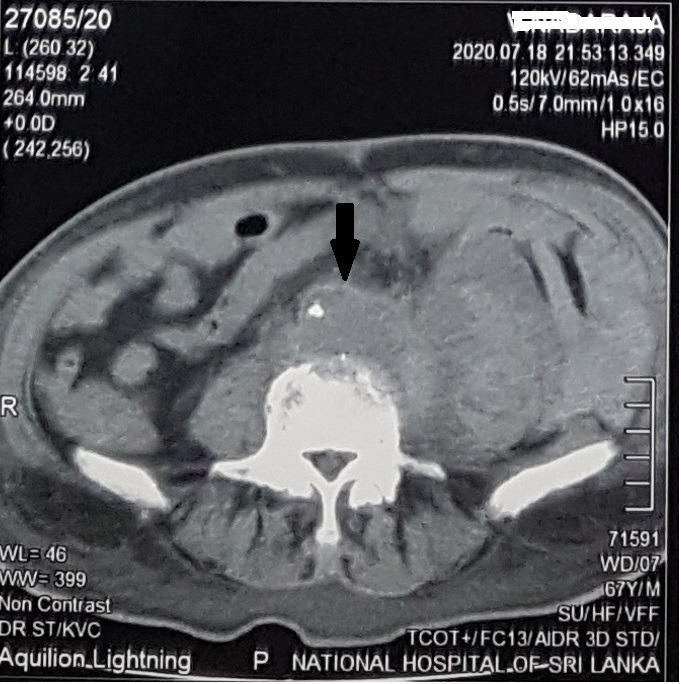 27085/20
L: (260.32)
114598: 2:41
264.0mm
+0.0D
(242,256)
2020.07.18 21:53:13.349
120kV/62mAs/EC
0.5s/7.0mm/1.0x16
HP15.0
R
WL= 46
WW= 399
Non Contrast
DR ST/KVC
Aquilion_Lightning
P
71591
WD/07
67Y/M
SU/HF/VFF
TCOT+/FC13/AIDR 3D STD/
NATIONAL HOSPITAL OF SRI LANKA